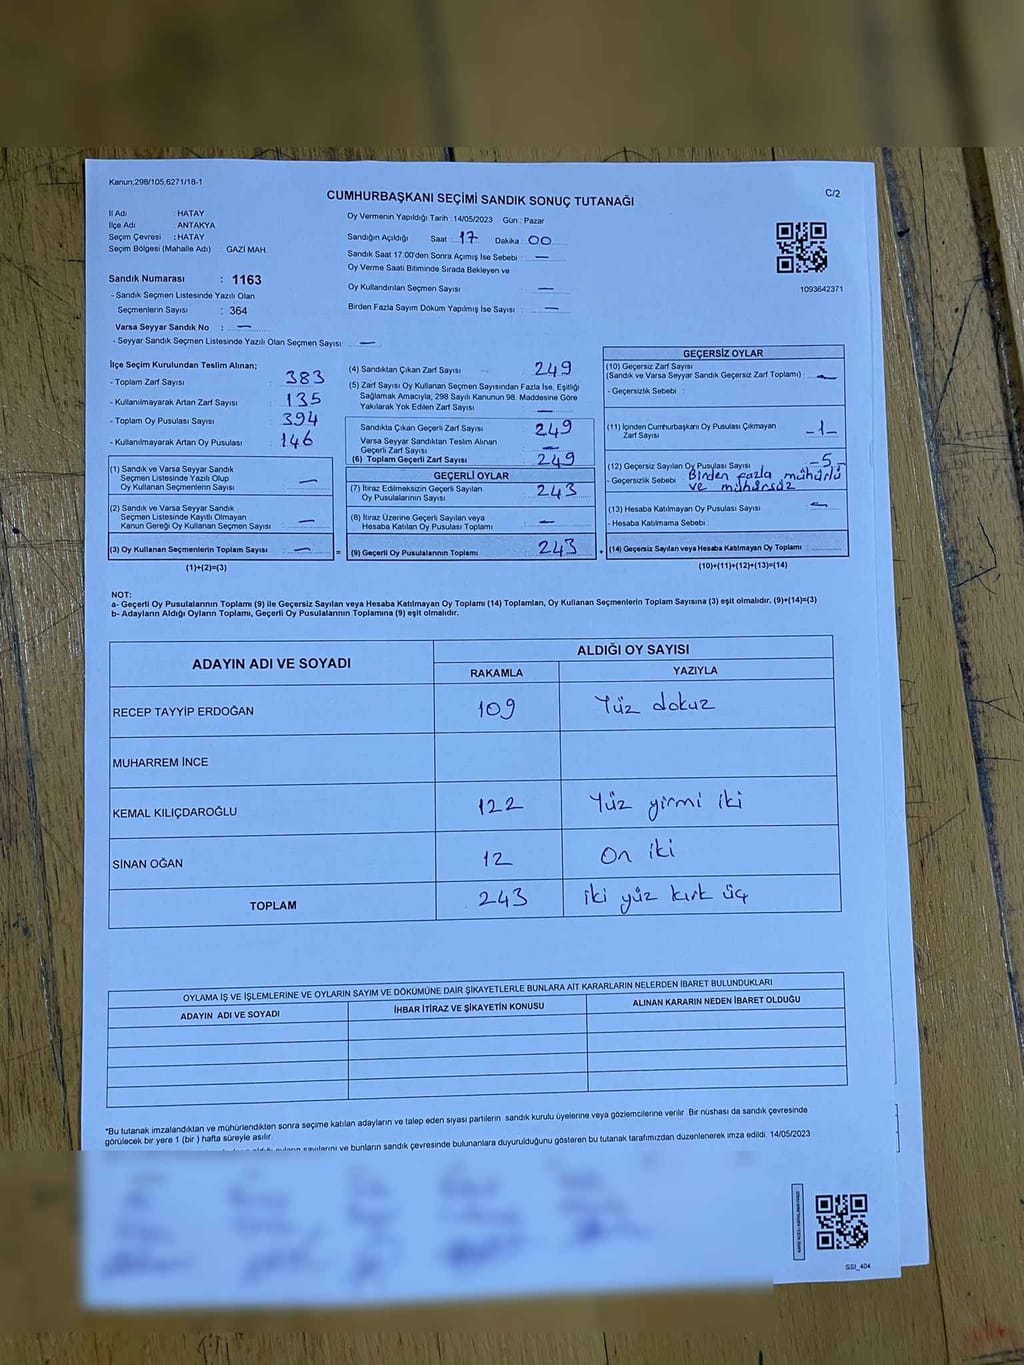 Kanun;298/105,6271/18-1
C/2
CUMHURBAŞKANI SEÇİMİ SANDIK SONUÇ TUTANAĞI
İl Adı : HATAY
İlçe Adı : ANTAKYA
Seçim Çevresi : HATAY
Seçim Bölgesi (Mahalle Adı) : GAZİ MAH.
Sandık Numarası : 1163
- Sandık Seçmen Listesinde Yazılı Olan
Seçmenlerin Sayısı : 364
Varsa Seyyar Sandık No : —
- Seyyar Sandık Seçmen Listesinde Yazılı Olan Seçmen Sayısı: —
Oy Vermenin Yapıldığı Tarih : 14/05/2023 Gün : Pazar
Sandığın Açıldığı Saat : 17 Dakika : 00
Sandık Saat 17:00'den Sonra Açımış İse Sebebi : —
Oy Verme Saati Bitiminde Sırada Bekleyen ve
Oy Kullandırılan Seçmen Sayısı : —
Birden Fazla Sayım Döküm Yapılmış İse Sayısı : —
1093642371
İlçe Seçim Kurulundan Teslim Alınan;
- Toplam Zarf Sayısı : 383
- Kullanılmayarak Artan Zarf Sayısı : 135
- Toplam Oy Pusulası Sayısı : 394
- Kullanılmayarak Artan Oy Pusulası : 146
(1) Sandık ve Varsa Seyyar Sandık
Seçmen Listesinde Yazılı Olup
Oy Kullanan Seçmenlerin Sayısı —
(2) Sandık ve Varsa Seyyar Sandık
Seçmen Listesinde Kayıtlı Olmayan
Kanun Gereği Oy Kullanan Seçmen Sayısı : —
(3) Oy Kullanan Seçmenlerin Toplam Sayısı : —
(1)+(2)=(3)
=
(4) Sandıktan Çıkan Zarf Sayısı : 249
(5) Zarf Sayısı Oy Kullanan Seçmen Sayısından Fazla İse, Eşitliği
Sağlamak Amacıyla, 298 Sayılı Kanunun 98. Maddesine Göre
Yakılarak Yok Edilen Zarf Sayısı : —
Sandıkta Çıkan Geçerli Zarf Sayısı : 249
Varsa Seyyar Sandıktan Teslim Alınan
Geçerli Zarf Sayısı : —
(6) Toplam Geçerli Zarf Sayısı : 249
GEÇERLİ OYLAR
(7) İtiraz Edilmeksizin Geçerli Sayılan
Oy Pusulalarının Sayısı : 243
(8) İtiraz Üzerine Geçerli Sayılan veya
Hesaba Katılan Oy Pusulası Toplamı : —
(9) Geçerli Oy Pusulalarının Toplamı : 243
+
GEÇERSİZ OYLAR
(10) Geçersiz Zarf Sayısı
(Sandık ve Varsa Seyyar Sandık Geçersiz Zarf Toplamı) : —
- Geçersizlik Sebebi :
(11) İçinden Cumhurbaşkanı Oy Pusulası Çıkmayan
Zarf Sayısı : -1-
(12) Geçersiz Sayılan Oy Pusulası Sayısı : -5-
- Geçersizlik Sebebi : Birden fazla mühürlü
ve mühürsüz
(13) Hesaba Katılmayan Oy Pusulası Sayısı : —
- Hesaba Katılmama Sebebi :
(14) Geçersiz Sayılan veya Hesaba Katılmayan Oy Toplamı :
(10)+(11)+(12)+(13)=(14)
NOT:
a- Geçerli Oy Pusulalarının Toplamı (9) ile Geçersiz Sayılan veya Hesaba Katılmayan Oy Toplamı (14) Toplamları, Oy Kullanan Seçmenlerin Toplam Sayısına (3) eşit olmalıdır. (9)+(14)=(3)
b- Adayların Aldığı Oyların Toplamı, Geçerli Oy Pusulalarının Toplamına (9) eşit olmalıdır.
ADAYIN ADI VE SOYADI ALDIĞI OY SAYISI
RAKAMLA YAZIYLA
RECEP TAYYİP ERDOĞAN 109 Yüz dokuz
MUHARREM İNCE
KEMAL KILIÇDAROĞLU 122 Yüz yirmi iki
SİNAN OĞAN 12 On iki
TOPLAM 243 iki yüz kırk üç
OYLAMA İŞ VE İŞLEMLERİNE VE OYLARIN SAYIM VE DÖKÜMÜNE DAİR ŞİKAYETLERLE BUNLARA AİT KARARLARIN NELERDEN İBARET BULUNDUKLARI
ADAYIN ADI VE SOYADI İHBAR İTİRAZ VE ŞİKAYETİN KONUSU ALINAN KARARIN NEDEN İBARET OLDUĞU
*Bu tutanak imzalandıktan ve mühürlendikten sonra seçime katılan adayların ve talep eden siyasi partilerin sandık kurulu üyelerine veya gözlemcilerine verilir. Bir nüshası da sandık çevresinde
görülecek bir yere 1 (bir ) hafta süreyle asılır.
sayılarını ve bunların sandık çevresinde bulunanlara duyurulduğunu gösteren bu tutanak tarafımızdan düzenlenerek imza edildi. 14/05/2023
SSI_404